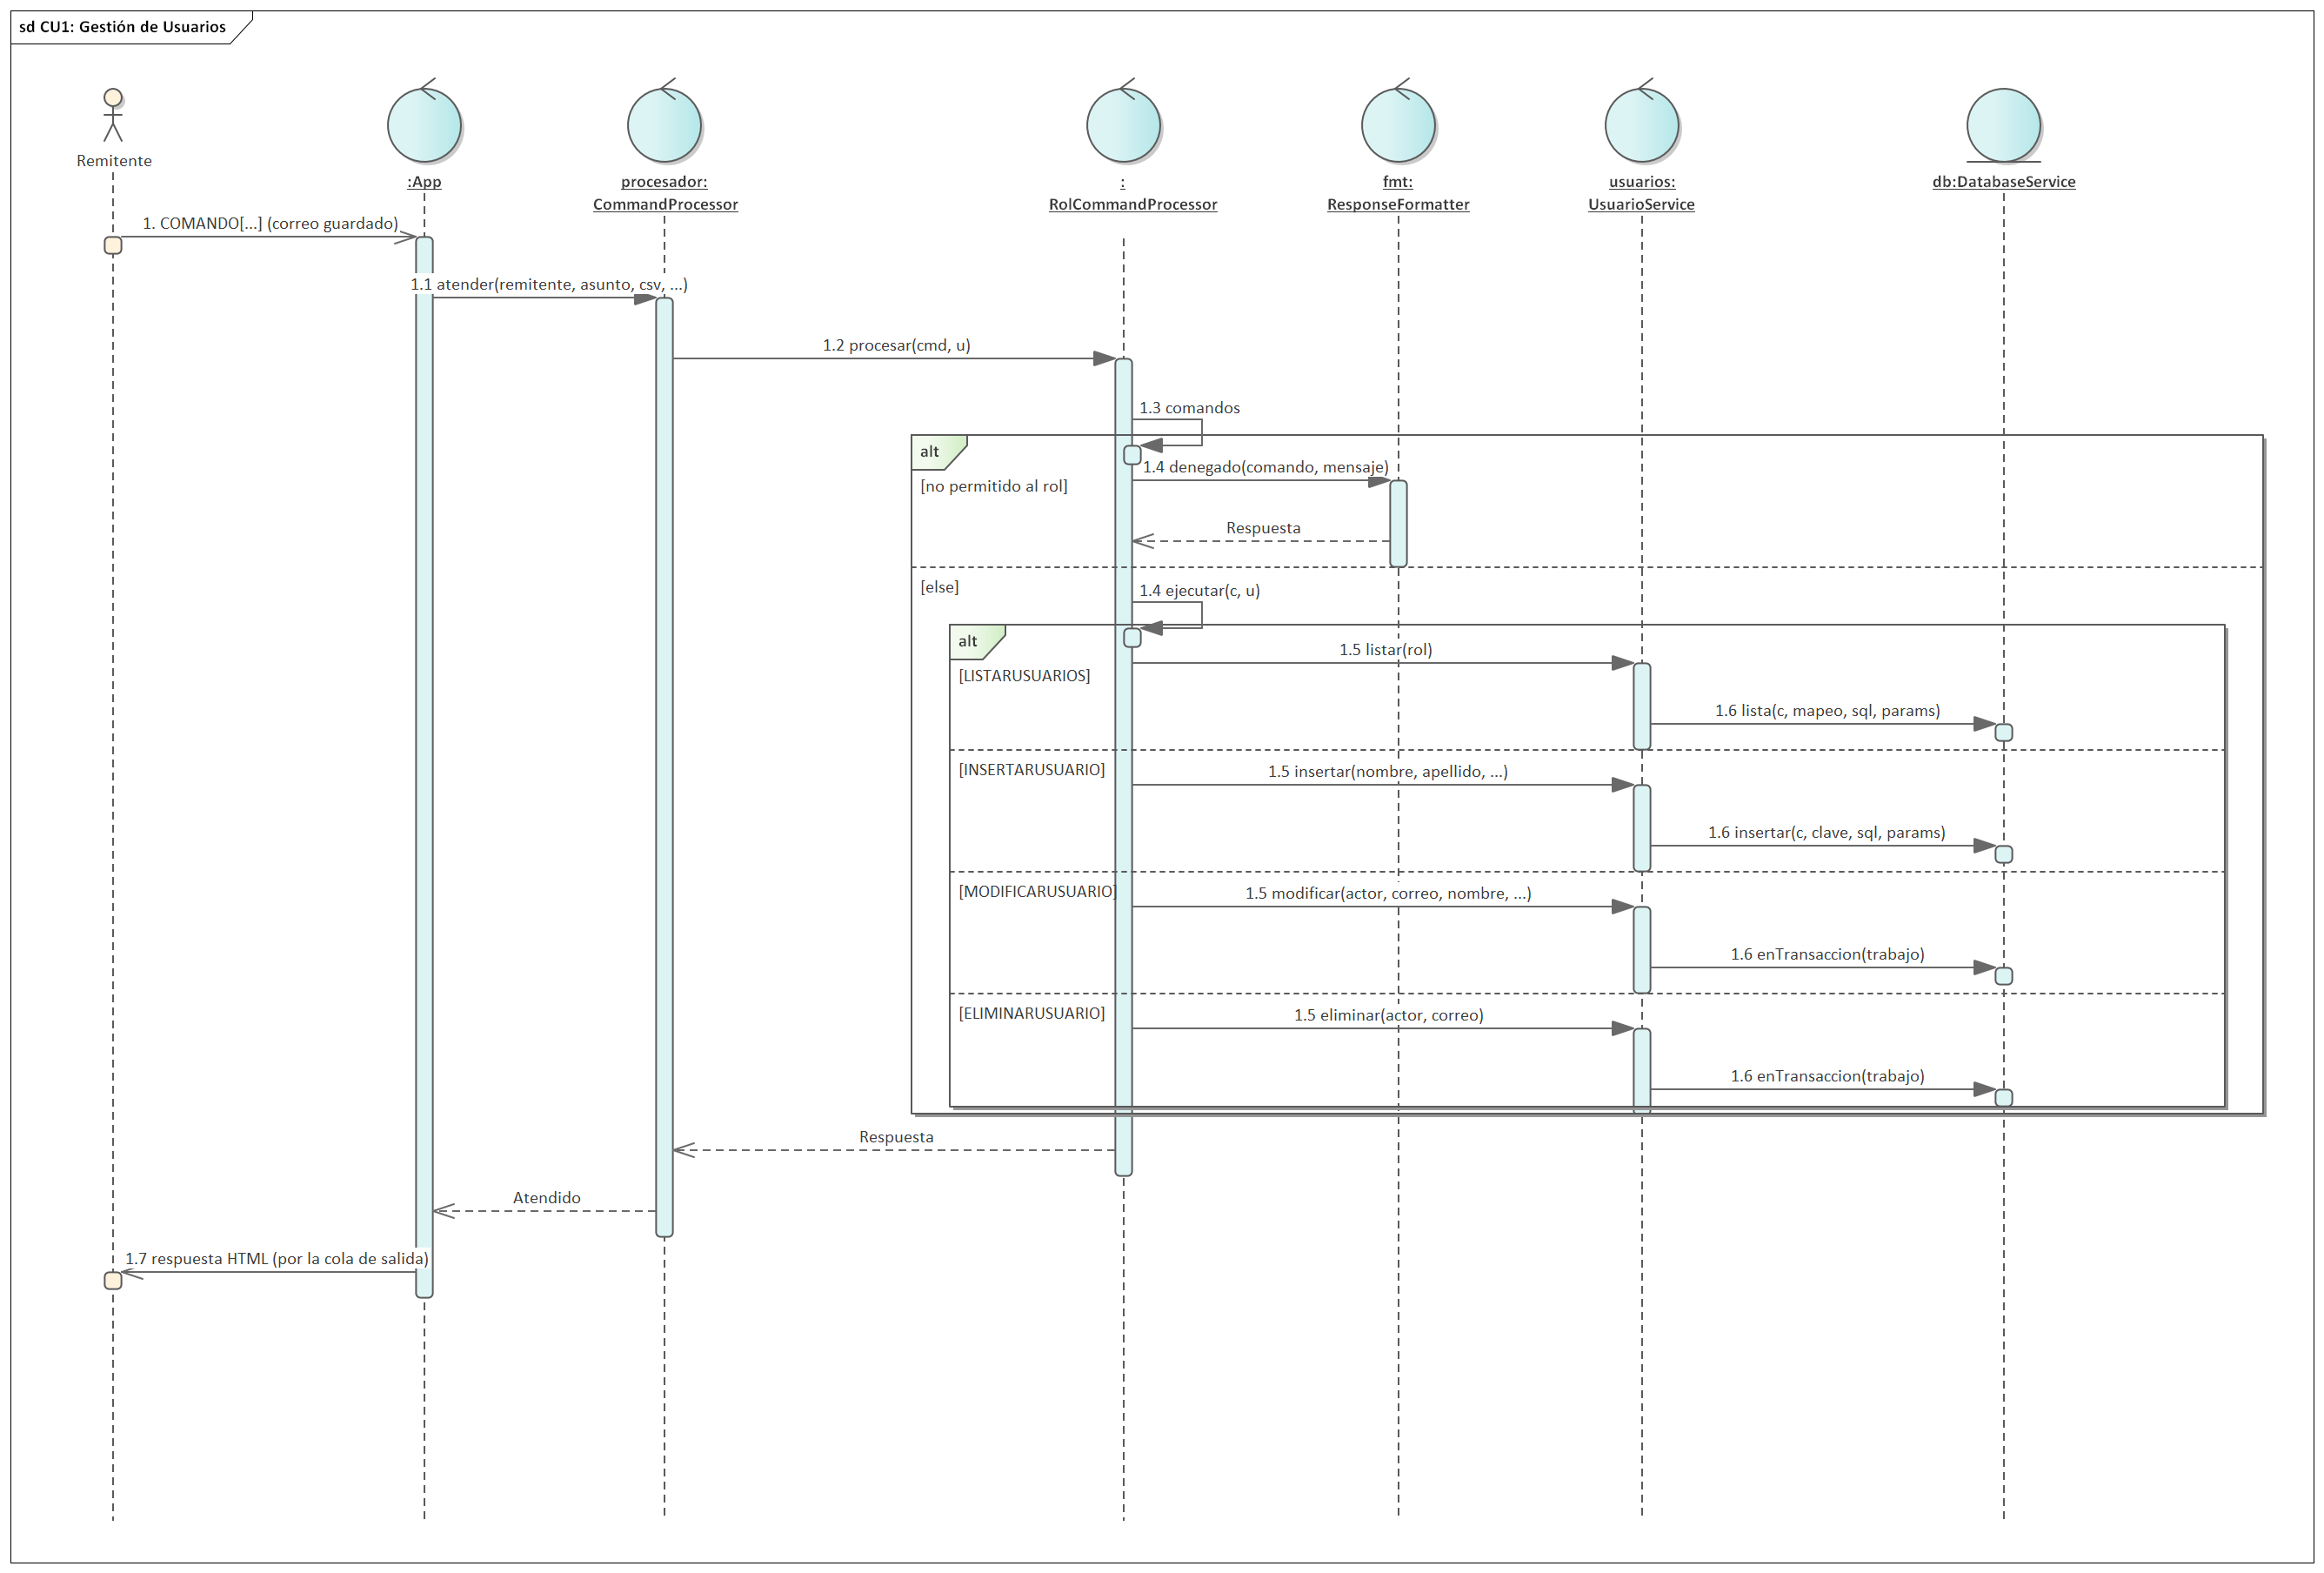 sd CU1: Gestión de Usuarios
Remitente
:App
procesador:
CommandProcessor
:
RolCommandProcessor
fmt:
ResponseFormatter
usuarios:
UsuarioService
db:DatabaseService
1. COMANDO[...] (correo guardado)
1.1 atender(remitente, asunto, csv, ...)
1.2 procesar(cmd, u)
1.3 comandos
alt
1.4 denegado(comando, mensaje)
[no permitido al rol]
Respuesta
[else]
1.4 ejecutar(c, u)
alt
1.5 listar(rol)
[LISTARUSUARIOS]
1.6 lista(c, mapeo, sql, params)
[INSERTARUSUARIO]
1.5 insertar(nombre, apellido, ...)
1.6 insertar(c, clave, sql, params)
[MODIFICARUSUARIO]
1.5 modificar(actor, correo, nombre, ...)
1.6 enTransaccion(trabajo)
[ELIMINARUSUARIO]
1.5 eliminar(actor, correo)
1.6 enTransaccion(trabajo)
Respuesta
Atendido
1.7 respuesta HTML (por la cola de salida)